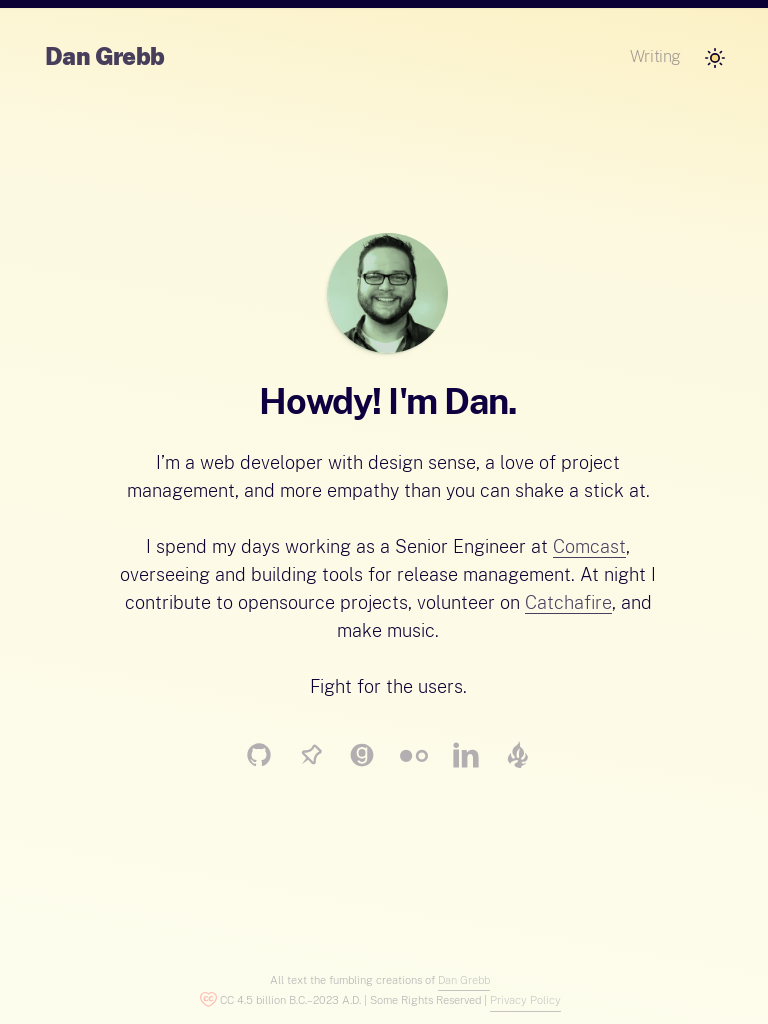 Dan Grebb
Writing
Howdy! I'm Dan.
I’m a web developer with design sense, a love of project
management, and more empathy than you can shake a stick at.
I spend my days working as a Senior Engineer at Comcast,
overseeing and building tools for release management. At night I
contribute to opensource projects, volunteer on Catchafire, and
make music.
Fight for the users.
in
All text the fumbling creations of Dan Grebb
CC 4.5 billion B.C.–2023 A.D. | Some Rights Reserved | Privacy Policy